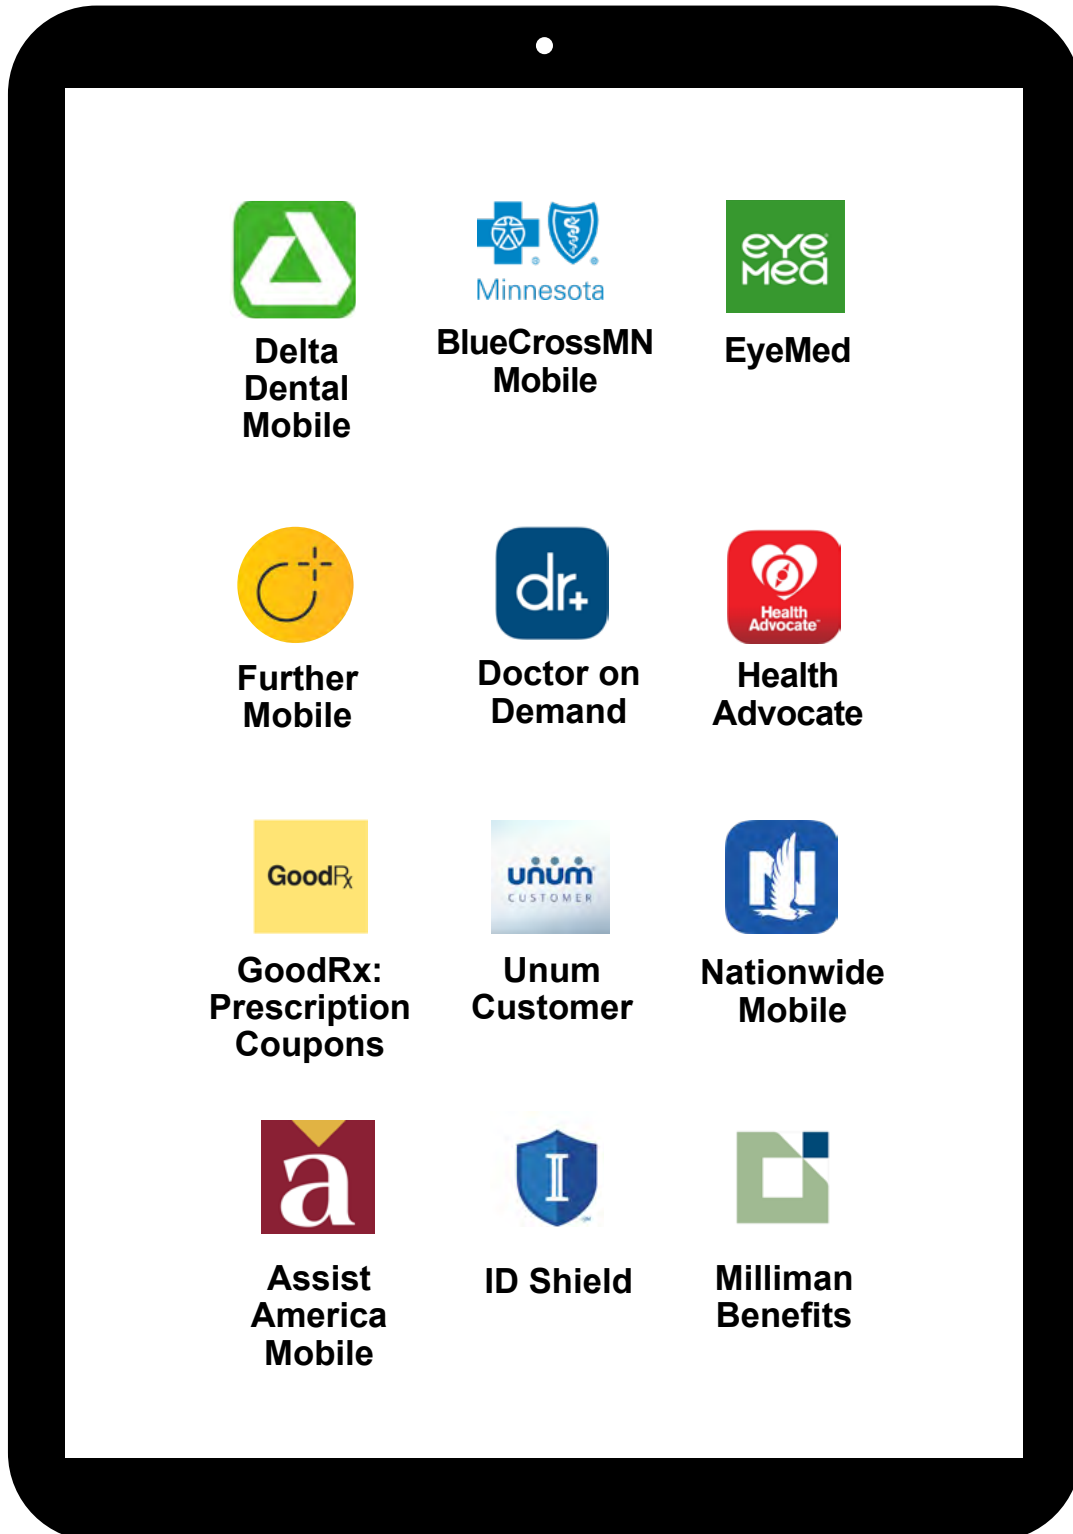 eye
med
Minnesota
Delta
Dental
Mobile
BlueCrossMN
Mobile
EyeMed
dr+
Health
Advocate
Further
Mobile
Doctor on
Demand
Health
Advocate
GoodRx
unum
CUSTOMER
N
GoodRx:
Prescription
Coupons
Unum
Customer
Nationwide
Mobile
a
I
Assist
America
Mobile
ID Shield
Milliman
Benefits